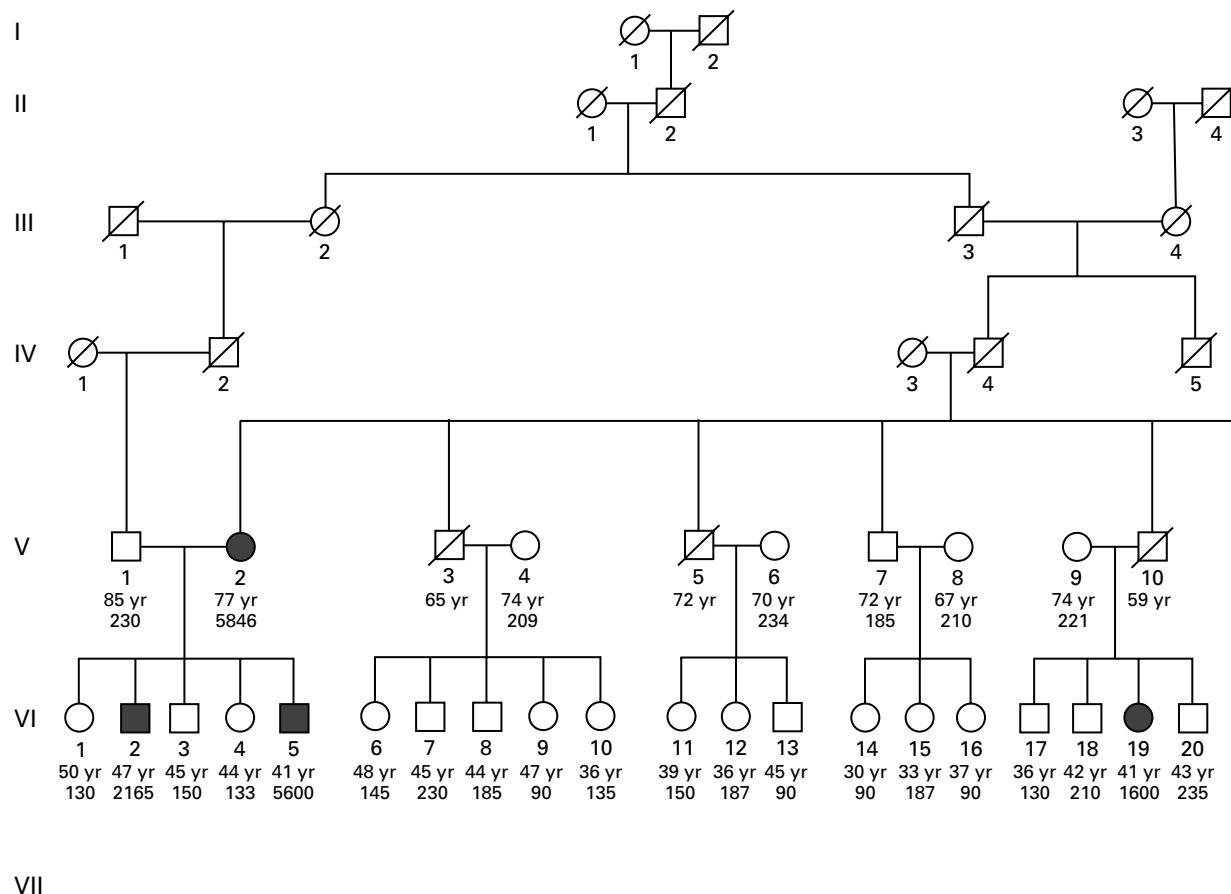 I
1 2
II
1 2 3 4
III
1 2 3 4
IV
1 2 3 4 5
V
1 2 3 4 5 6 7 8 9 10
85 yr 77 yr 65 yr 74 yr 72 yr 70 yr 72 yr 67 yr 74 yr 59 yr
230 5846 209 234 185 210 221
VI
1 2 3 4 5 6 7 8 9 10 11 12 13 14 15 16 17 18 19 20
50 yr 47 yr 45 yr 44 yr 41 yr 48 yr 45 yr 44 yr 47 yr 36 yr 39 yr 36 yr 45 yr 30 yr 33 yr 37 yr 36 yr 42 yr 41 yr 43 yr
130 2165 150 133 5600 145 230 185 90 135 150 187 90 90 187 90 130 210 1600 235
VII